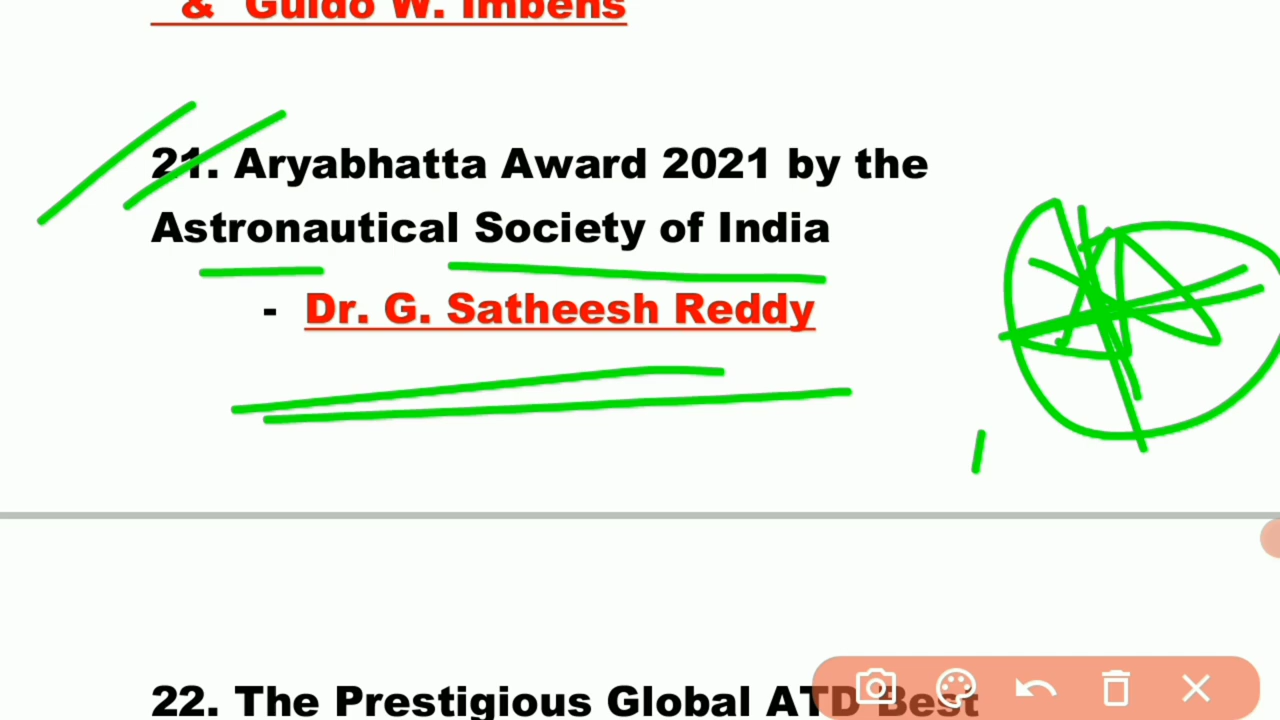 & Guido W. Imbens
21. Aryabhatta Award 2021 by the
Astronautical Society of India
- Dr. G. Satheesh Reddy
22. The Prestigious Global ATD Best